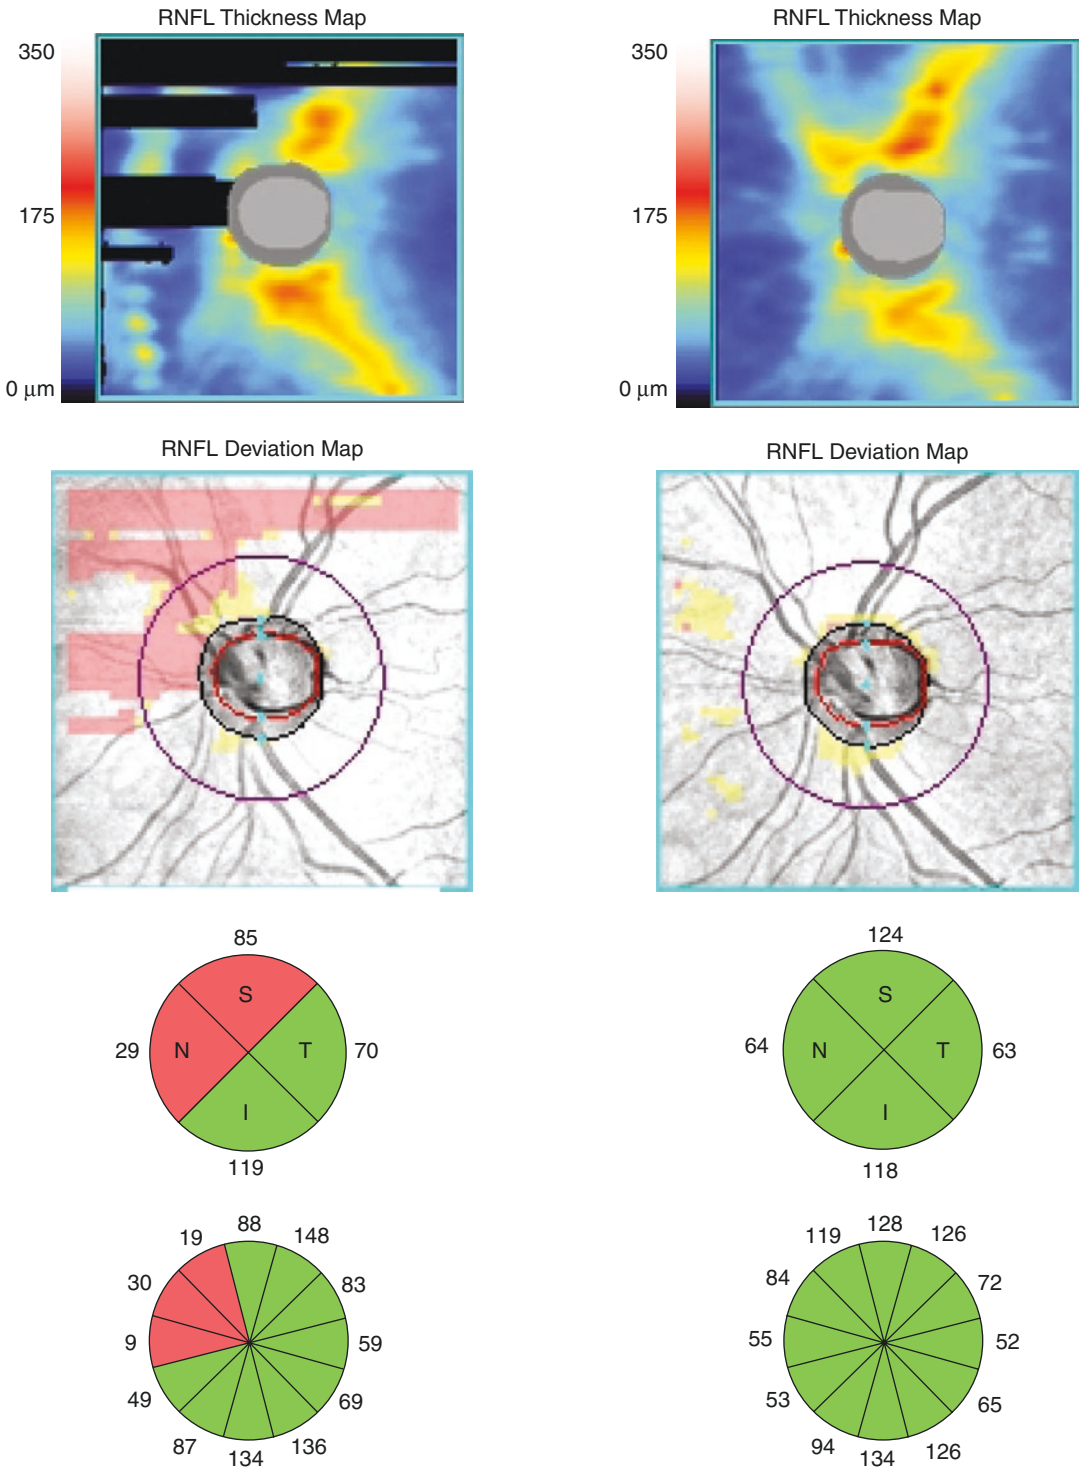 RNFL Thickness Map
350
175
0 μm
RNFL Deviation Map
85
S
29 N T 70
I
119
88
19 148
30 83
9 59
49 69
87 136
134
RNFL Thickness Map
350
175
0 μm
RNFL Deviation Map
124
S
64 N T 63
I
118
128
119 126
84 72
55 52
53 65
94 126
134